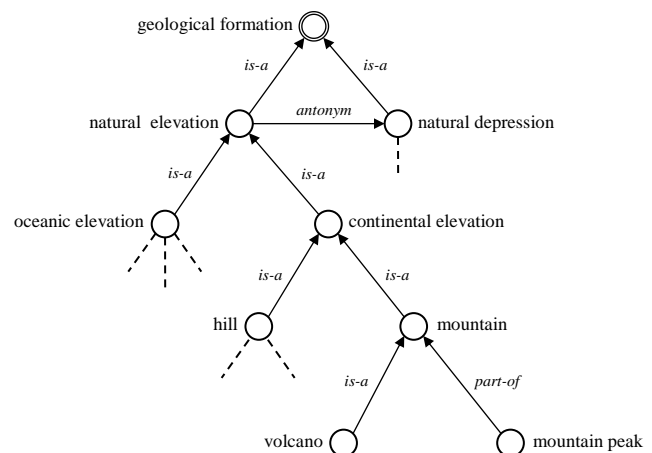 geological formation
is-a
is-a
natural elevation
antonym
natural depression
is-a
is-a
oceanic elevation
continental elevation
is-a
is-a
hill
mountain
is-a
part-of
volcano
mountain peak